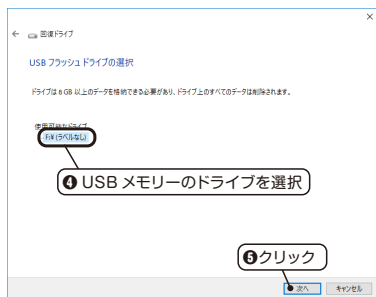 回復ドライブ
USB フラッシュ ドライブの選択
ドライブは 8 GB 以上のデータを格納できる必要があり、ドライブ上のすべてのデータは削除されます。
使用可能なドライブ
F:¥ (ラベルなし)
❹ USB メモリーのドライブを選択
❺クリック
次へ
キャンセル